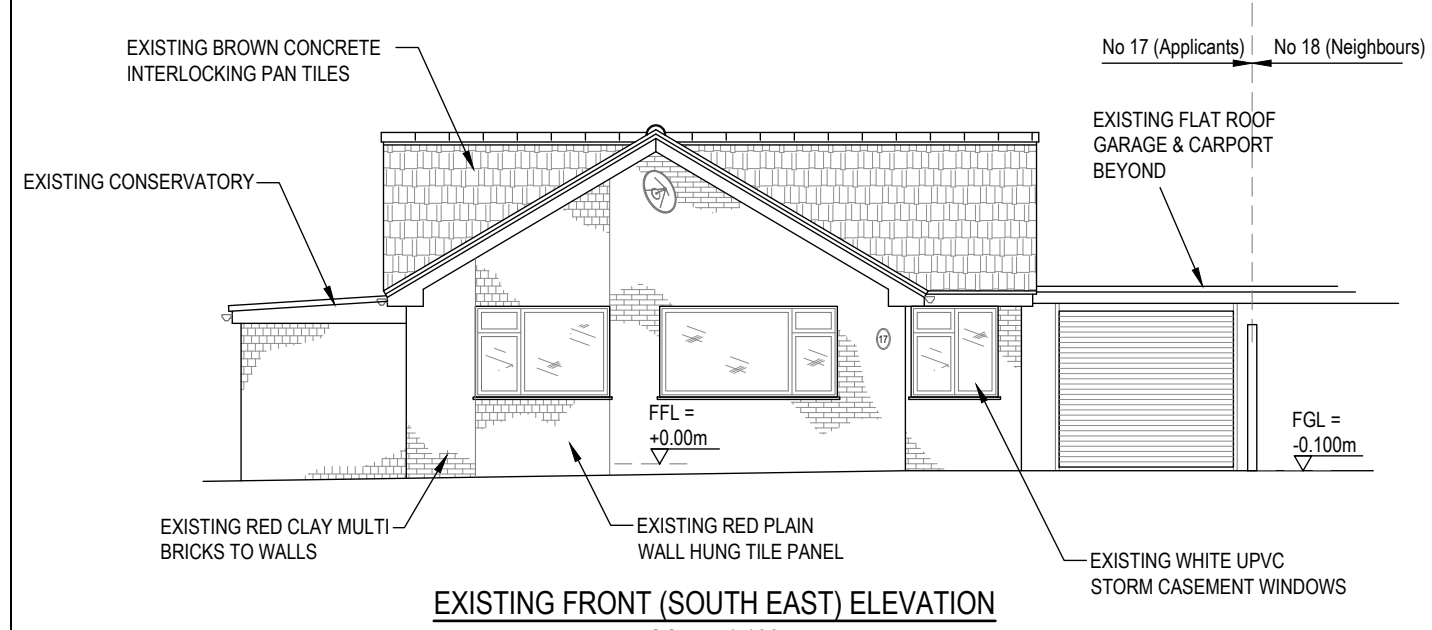 EXISTING BROWN CONCRETE
INTERLOCKING PAN TILES
No 17 (Applicants)
No 18 (Neighbours)
EXISTING FLAT ROOF
GARAGE & CARPORT
BEYOND
EXISTING CONSERVATORY
17
FFL =
+0.00m
FGL =
-0.100m
EXISTING RED CLAY MULTI
BRICKS TO WALLS
EXISTING RED PLAIN
WALL HUNG TILE PANEL
EXISTING WHITE UPVC
STORM CASEMENT WINDOWS
EXISTING FRONT (SOUTH EAST) ELEVATION